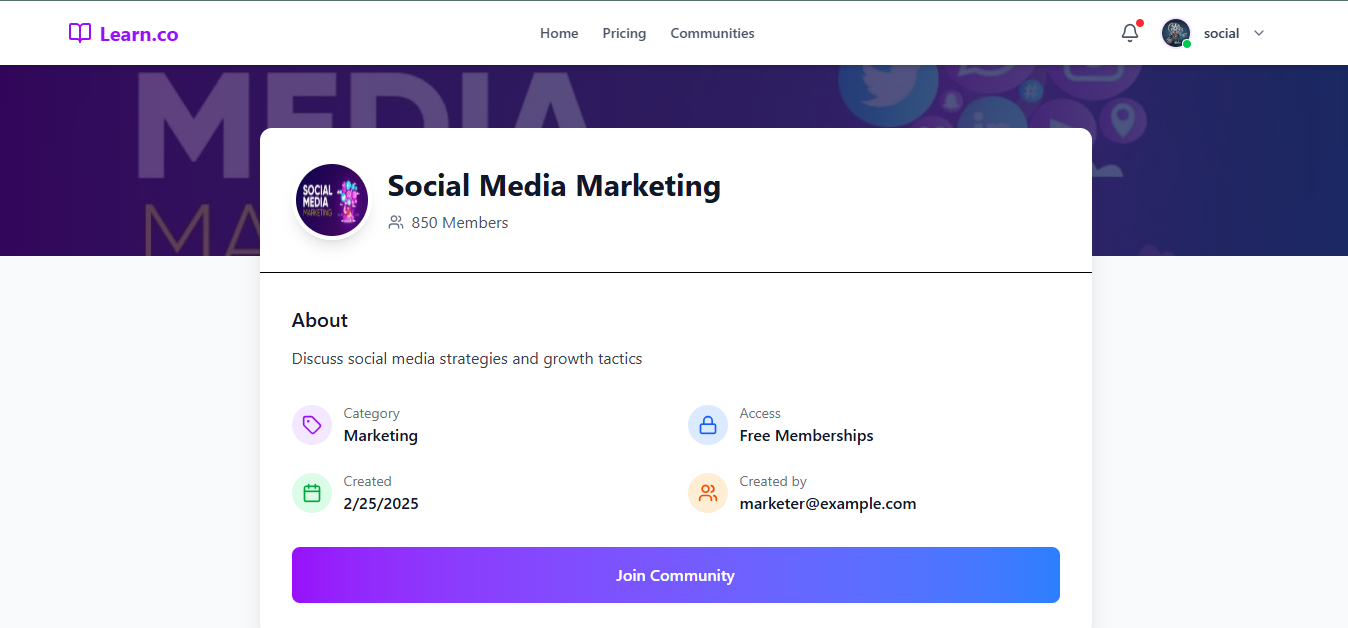 Learn.co
Home Pricing Communities
social
MEDIA
SOCIAL
MEDIA
MARKETING
Social Media Marketing
850 Members
About
Discuss social media strategies and growth tactics
Category
Marketing
Access
Free Memberships
Created
2/25/2025
Created by
marketer@example.com
Join Community